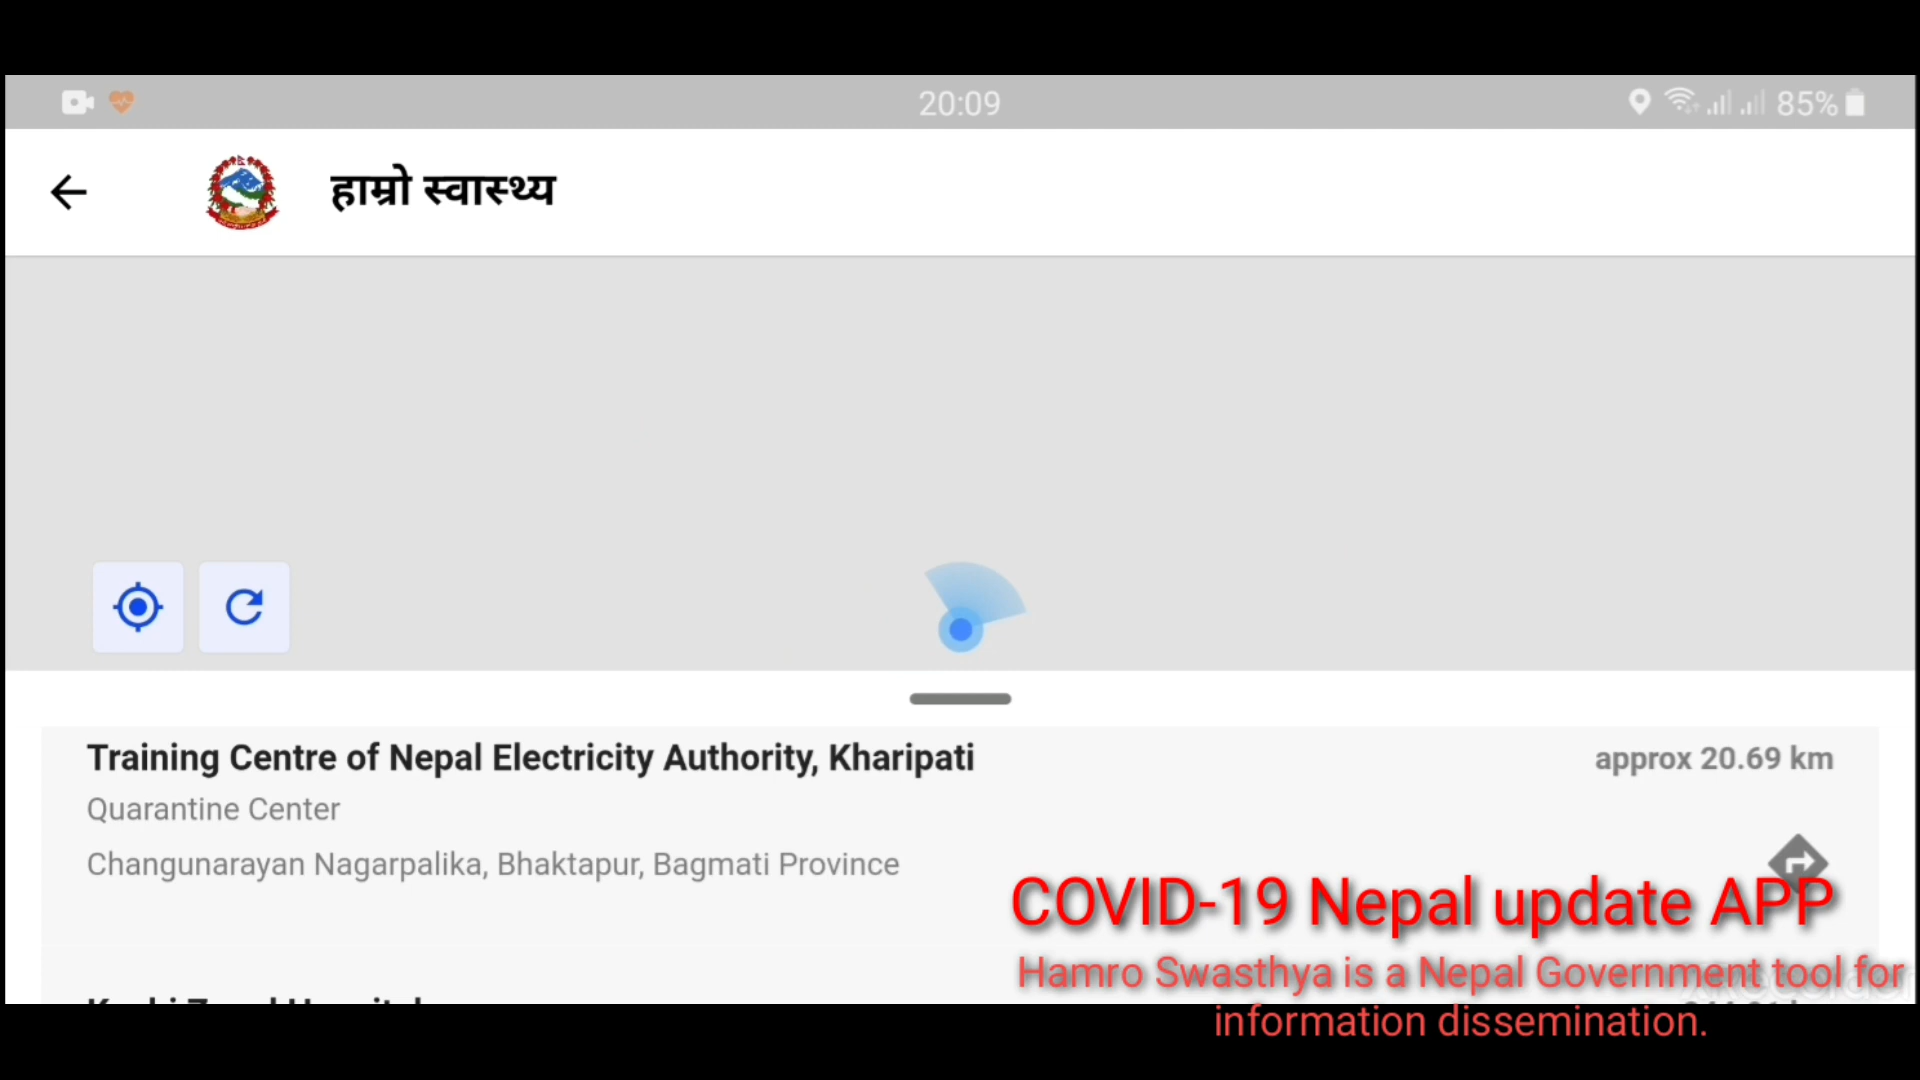 20:09
85%
हाम्रो स्वास्थ्य
Training Centre of Nepal Electricity Authority, Kharipati
approx 20.69 km
Quarantine Center
Changunarayan Nagarpalika, Bhaktapur, Bagmati Province
COVID-19 Nepal update APP
Hamro Swasthya is a Nepal Government tool for
information dissemination.